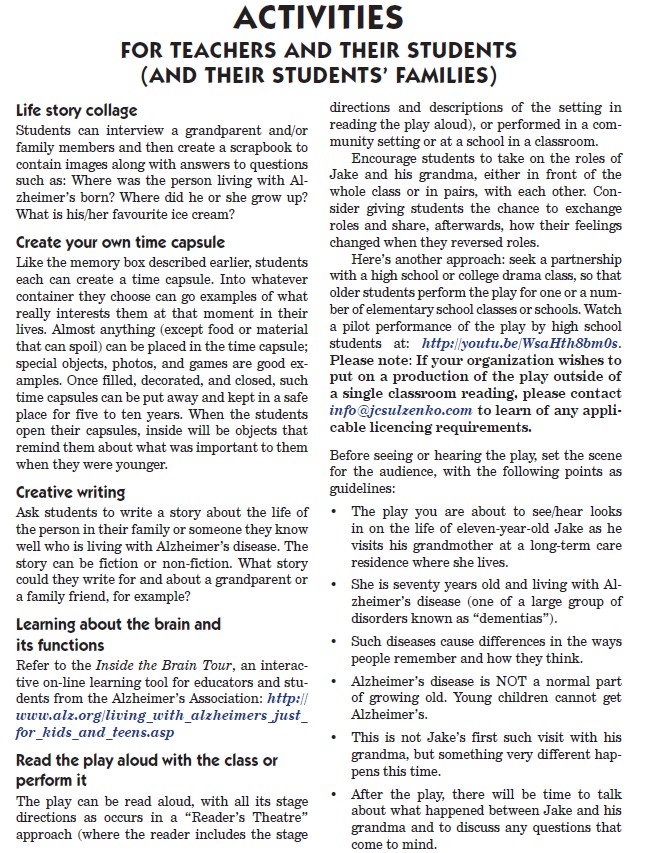 ACTIVITIES
FOR TEACHERS AND THEIR STUDENTS
(AND THEIR STUDENTS' FAMILIES)
Life story collage
Students can interview a grandparent and/or
family members and then create a scrapbook to
contain images along with answers to questions
such as: Where was the person living with Al-
zheimer's born? Where did he or she grow up?
What is his/her favourite ice cream?
Create your own time capsule
Like the memory box described earlier, students
each can create a time capsule. Into whatever
container they choose can go examples of what
really interests them at that moment in their
lives. Almost anything (except food or material
that can spoil) can be placed in the time capsule;
special objects, photos, and games are good ex-
amples. Once filled, decorated, and closed, such
time capsules can be put away and kept in a safe
place for five to ten years. When the students
open their capsules, inside will be objects that
remind them about what was important to them
when they were younger.
Creative writing
Ask students to write a story about the life of
the person in their family or someone they know
well who is living with Alzheimer's disease. The
story can be fiction or non-fiction. What story
could they write for and about a grandparent or
a family friend, for example?
Learning about the brain and
its functions
Refer to the Inside the Brain Tour, an interac-
tive on-line learning tool for educators and stu-
dents from the Alzheimer's Association: http://
www.alz.org/living_with_alzheimers_just_
for_kids_and_teens.asp
Read the play aloud with the class or
perform it
The play can be read aloud, with all its stage
directions as occurs in a "Reader's Theatre"
approach (where the reader includes the stage
directions and descriptions of the setting in
reading the play aloud), or performed in a com-
munity setting or at a school in a classroom.
Encourage students to take on the roles of
Jake and his grandma, either in front of the
whole class or in pairs, with each other. Con-
sider giving students the chance to exchange
roles and share, afterwards, how their feelings
changed when they reversed roles.
Here's another approach: seek a partnership
with a high school or college drama class, so that
older students perform the play for one or a num-
ber of elementary school classes or schools. Watch
a pilot performance of the play by high school
students at: http://youtu.be/WsaHth8bm0s.
Please note: If your organization wishes to
put on a production of the play outside of
a single classroom reading, please contact
info@jcsulzenko.com to learn of any appli-
cable licencing requirements.
Before seeing or hearing the play, set the scene
for the audience, with the following points as
guidelines:
• The play you are about to see/hear looks
in on the life of eleven-year-old Jake as he
visits his grandmother at a long-term care
residence where she lives.
• She is seventy years old and living with Al-
zheimer's disease (one of a large group of
disorders known as "dementias").
• Such diseases cause differences in the ways
people remember and how they think.
• Alzheimer's disease is NOT a normal part
of growing old. Young children cannot get
Alzheimer's.
• This is not Jake's first such visit with his
grandma, but something very different hap-
pens this time.
• After the play, there will be time to talk
about what happened between Jake and his
grandma and to discuss any questions that
come to mind.